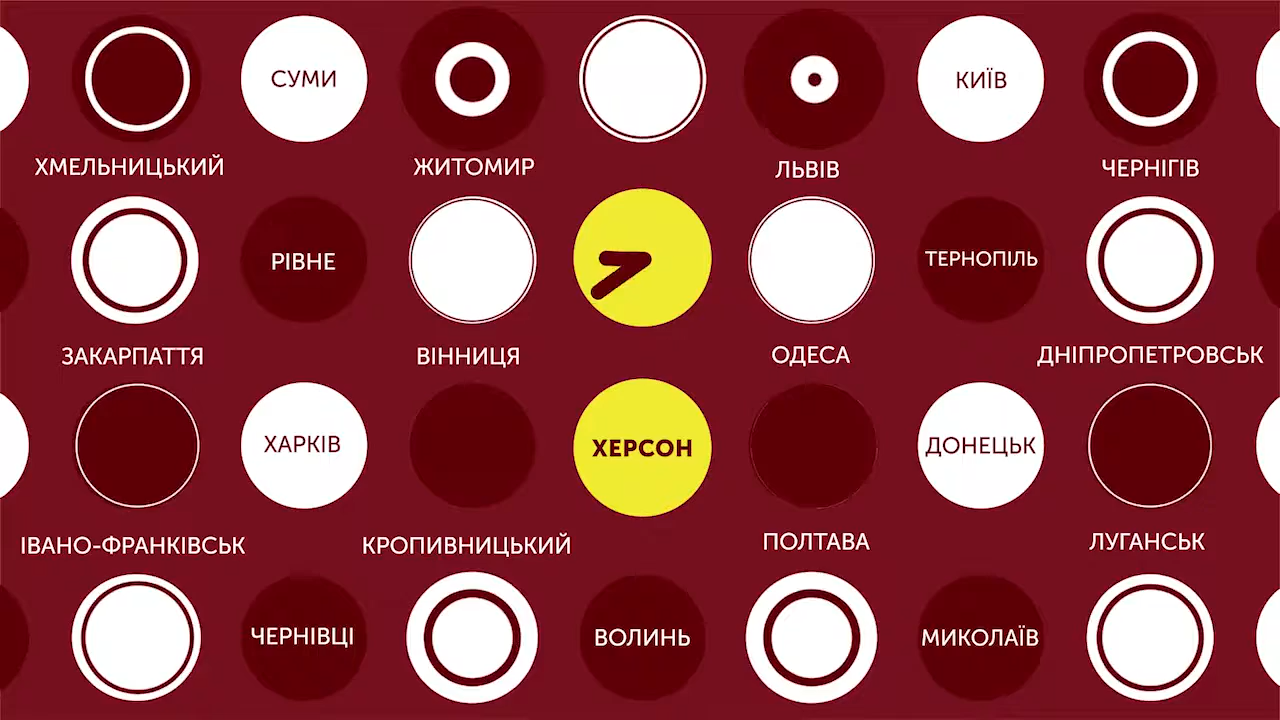 СУМИ
КИЇВ
ХМЕЛЬНИЦЬКИЙ
ЖИТОМИР
ЛЬВІВ
ЧЕРНІГІВ
РІВНЕ
ТЕРНОПІЛЬ
ЗАКАРПАТТЯ
ВІННИЦЯ
ОДЕСА
ДНІПРОПЕТРОВСЬК
ХАРКІВ
ХЕРСОН
ДОНЕЦЬК
ІВАНО-ФРАНКІВСЬК
КРОПИВНИЦЬКИЙ
ПОЛТАВА
ЛУГАНСЬК
ЧЕРНІВЦІ
ВОЛИНЬ
МИКОЛАЇВ